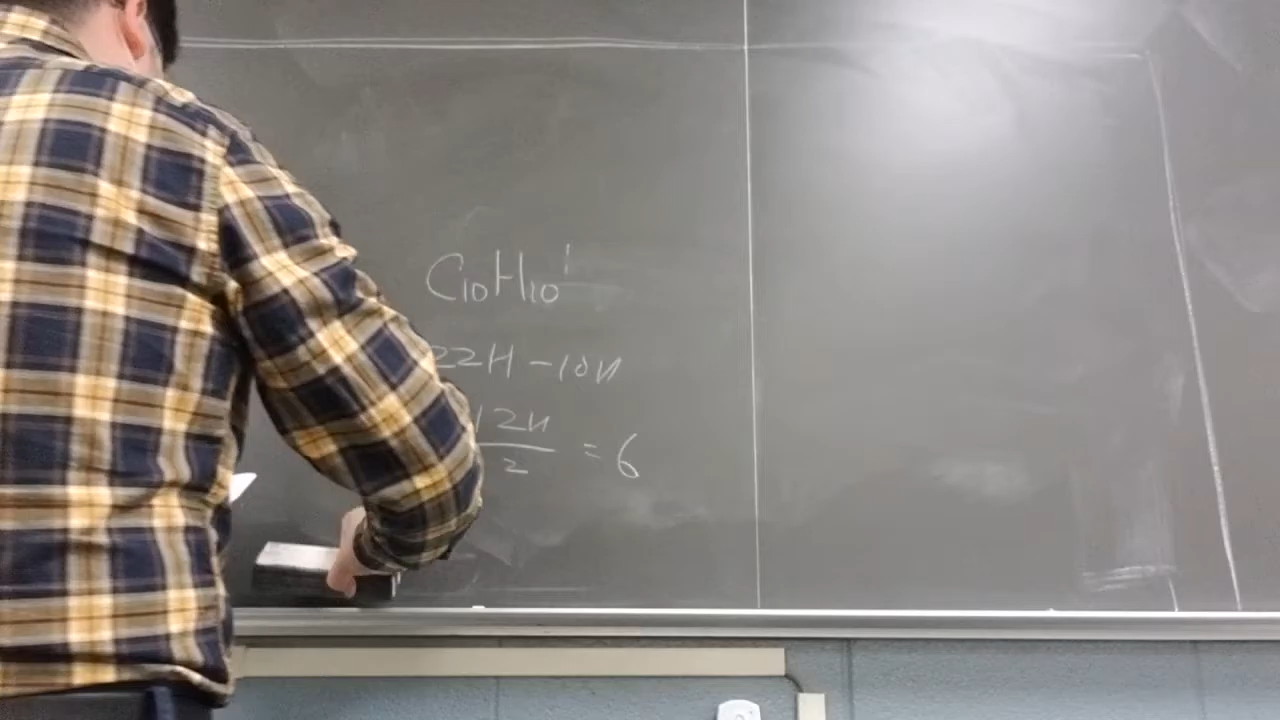 C₁₀H₁₀
22H - 10H
12H
2
= 6